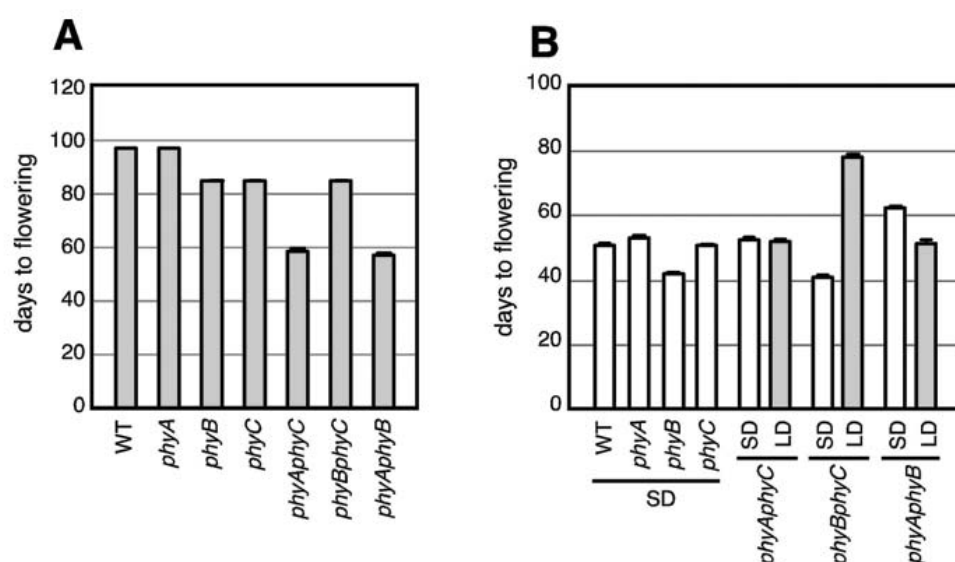 A
days to flowering
120
100
80
60
40
20
0
WT
phyA
phyB
phyC
phyAphyC
phyBphyC
phyAphyB
B
days to flowering
100
80
60
40
20
0
WT
phyA
phyB
phyC
SD
SD
LD
phyAphyC
SD
LD
phyBphyC
SD
LD
phyAphyB